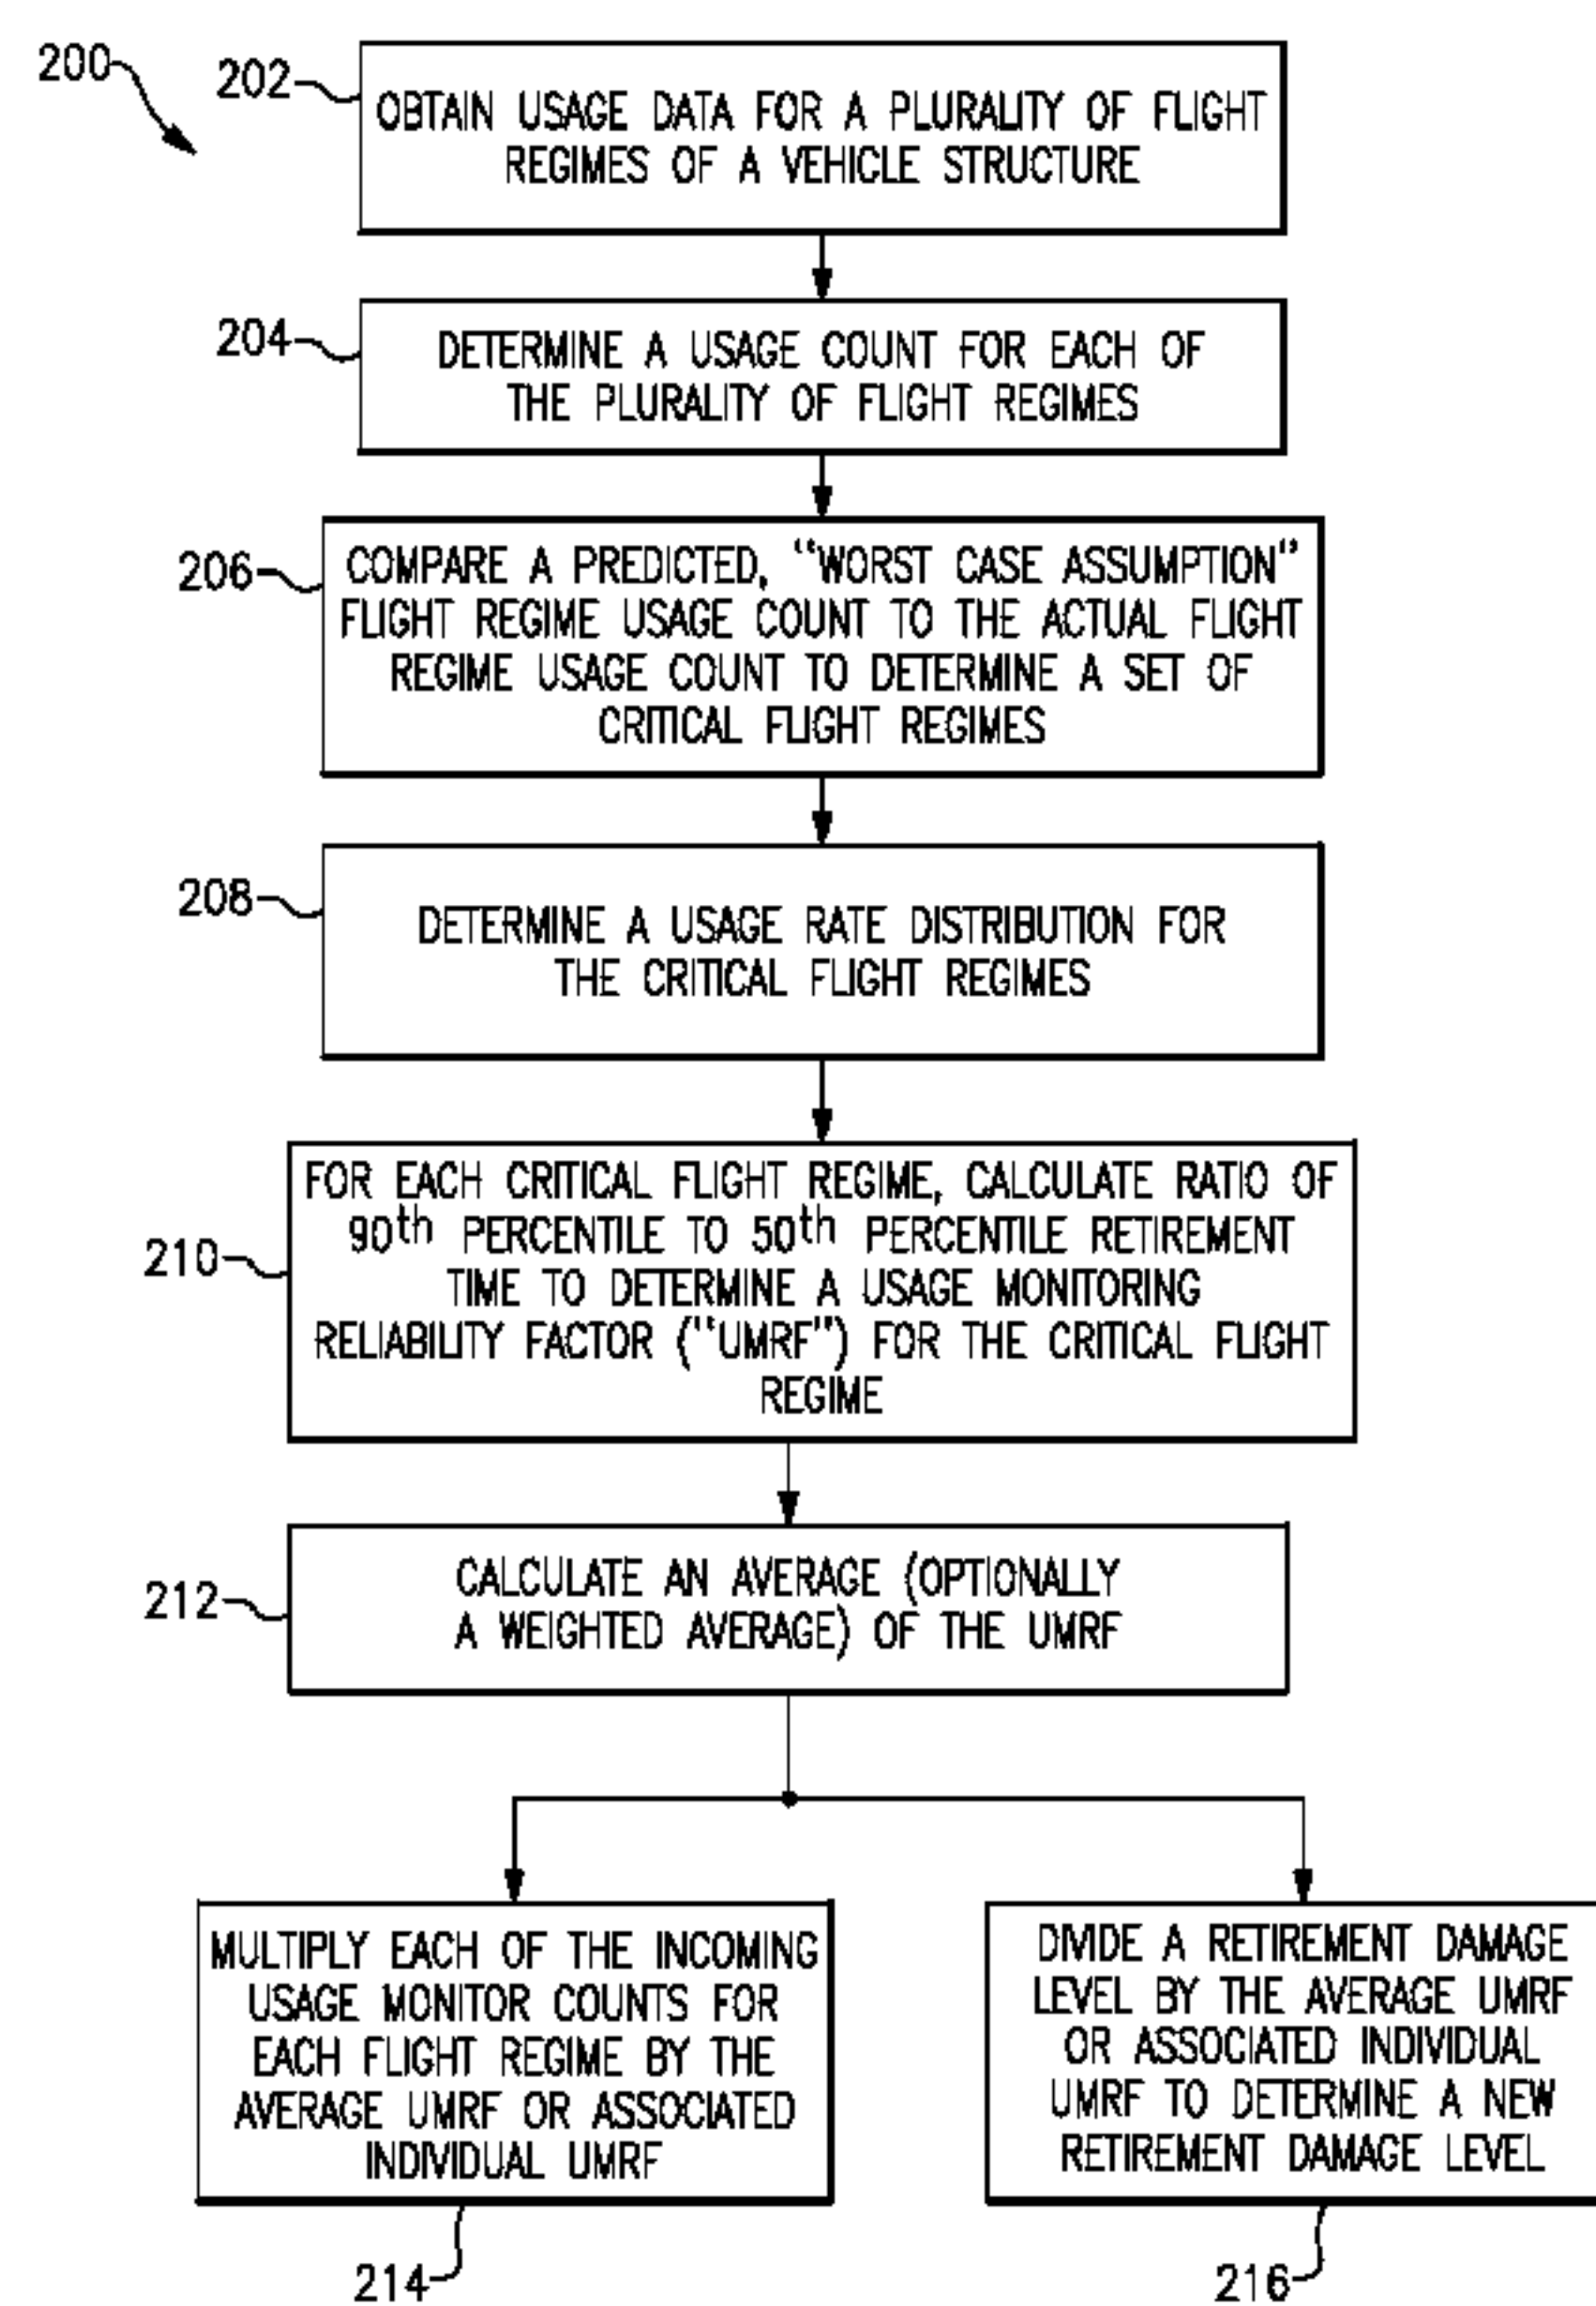 200
202
OBTAIN USAGE DATA FOR A PLURALITY OF FLIGHT
REGIMES OF A VEHICLE STRUCTURE
204
DETERMINE A USAGE COUNT FOR EACH OF
THE PLURALITY OF FLIGHT REGIMES
206
COMPARE A PREDICTED, "WORST CASE ASSUMPTION"
FLIGHT REGIME USAGE COUNT TO THE ACTUAL FLIGHT
REGIME USAGE COUNT TO DETERMINE A SET OF
CRITICAL FLIGHT REGIMES
208
DETERMINE A USAGE RATE DISTRIBUTION FOR
THE CRITICAL FLIGHT REGIMES
210
FOR EACH CRITICAL FLIGHT REGIME, CALCULATE RATIO OF
90th PERCENTILE TO 50th PERCENTILE RETIREMENT
TIME TO DETERMINE A USAGE MONITORING
RELIABILITY FACTOR ("UMRF") FOR THE CRITICAL FLIGHT
REGIME
212
CALCULATE AN AVERAGE (OPTIONALLY
A WEIGHTED AVERAGE) OF THE UMRF
MULTIPLY EACH OF THE INCOMING
USAGE MONITOR COUNTS FOR
EACH FLIGHT REGIME BY THE
AVERAGE UMRF OR ASSOCIATED
INDIVIDUAL UMRF
214
DIVIDE A RETIREMENT DAMAGE
LEVEL BY THE AVERAGE UMRF
OR ASSOCIATED INDIVIDUAL
UMRF TO DETERMINE A NEW
RETIREMENT DAMAGE LEVEL
216